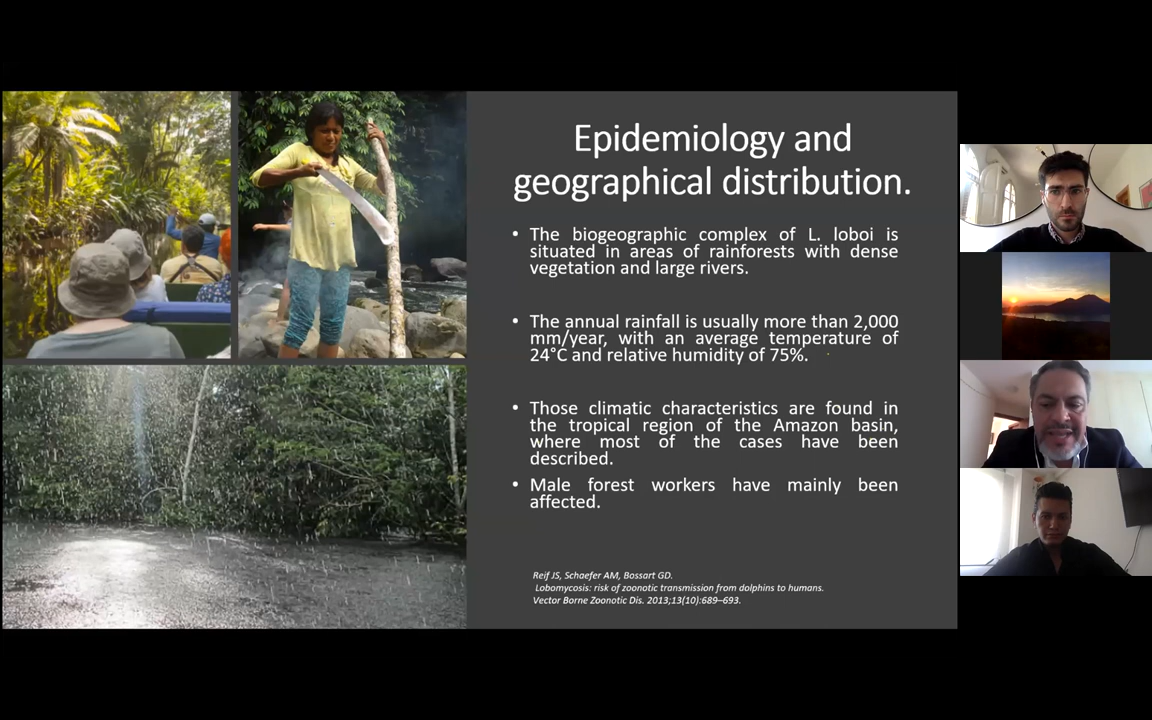 Epidemiology and
geographical distribution.
• The biogeographic complex of L. loboi is
situated in areas of rainforests with dense
vegetation and large rivers.
• The annual rainfall is usually more than 2,000
mm/year, with an average temperature of
24°C and relative humidity of 75%.
• Those climatic characteristics are found in
the tropical region of the Amazon basin,
where most of the cases have been
described.
• Male forest workers have mainly been
affected.
Reif JS, Schaefer AM, Bossart GD.
Lobomycosis: risk of zoonotic transmission from dolphins to humans.
Vector Borne Zoonotic Dis. 2013;13(10):689–693.